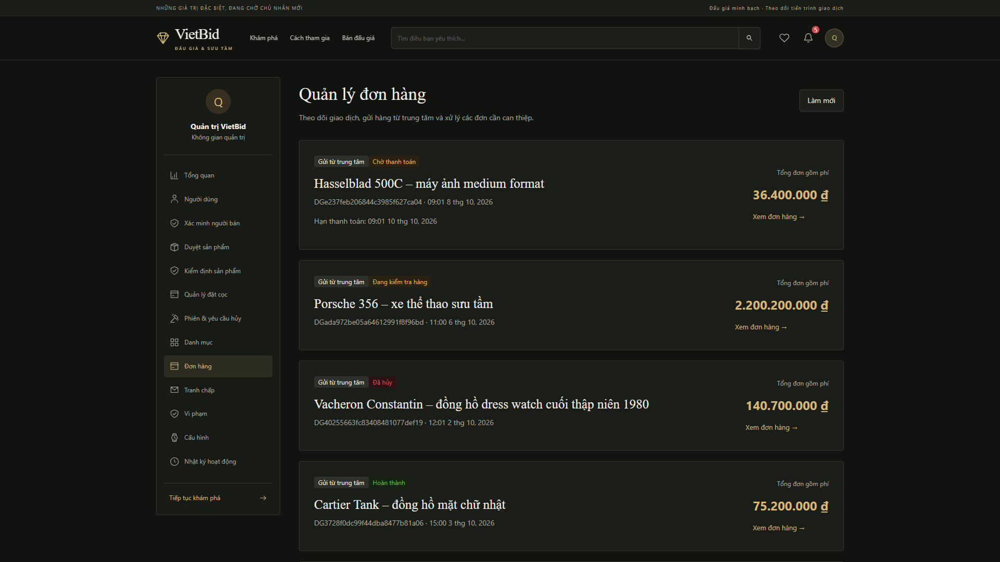 NHỮNG GIÁ TRỊ ĐẶC BIỆT, ĐANG CHỜ CHỦ NHÂN MỚI
Đấu giá minh bạch · Theo dõi tiến trình giao dịch
VietBid
ĐẤU GIÁ & SƯU TẦM
Khám phá
Cách tham gia
Bán đấu giá
Tìm điều bạn yêu thích...
5
Q
Q
Quản trị VietBid
Không gian quản trị
Tổng quan
Người dùng
Xác minh người bán
Duyệt sản phẩm
Kiểm định sản phẩm
Quản lý đặt cọc
Phiên & yêu cầu hủy
Danh mục
Đơn hàng
Tranh chấp
Vi phạm
Cấu hình
Nhật ký hoạt động
Tiếp tục khám phá →
Quản lý đơn hàng
Theo dõi giao dịch, gửi hàng từ trung tâm và xử lý các đơn cần can thiệp.
Làm mới
Gửi từ trung tâm Chờ thanh toán
Hasselblad 500C – máy ảnh medium format
DGe237feb206844c3985f627ca04 · 09:01 8 thg 10, 2026
Hạn thanh toán: 09:01 10 thg 10, 2026
Tổng đơn gồm phí
36.400.000 ₫
Xem đơn hàng →
Gửi từ trung tâm Đang kiểm tra hàng
Porsche 356 – xe thể thao sưu tầm
DGada972be05a64612991f8f96bd · 11:00 6 thg 10, 2026
Tổng đơn gồm phí
2.200.200.000 ₫
Xem đơn hàng →
Gửi từ trung tâm Đã hủy
Vacheron Constantin – đồng hồ dress watch cuối thập niên 1980
DG40255663fc83408481077def19 · 12:01 2 thg 10, 2026
Tổng đơn gồm phí
140.700.000 ₫
Xem đơn hàng →
Gửi từ trung tâm Hoàn thành
Cartier Tank – đồng hồ mặt chữ nhật
DG3728f0dc99f44dba8477b81a06 · 15:00 3 thg 10, 2026
Tổng đơn gồm phí
75.200.000 ₫
Xem đơn hàng →